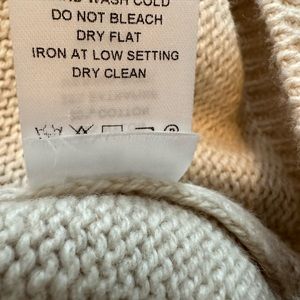 WASH COLD
DO NOT BLEACH
DRY FLAT
IRON AT LOW SETTING
DRY CLEAN